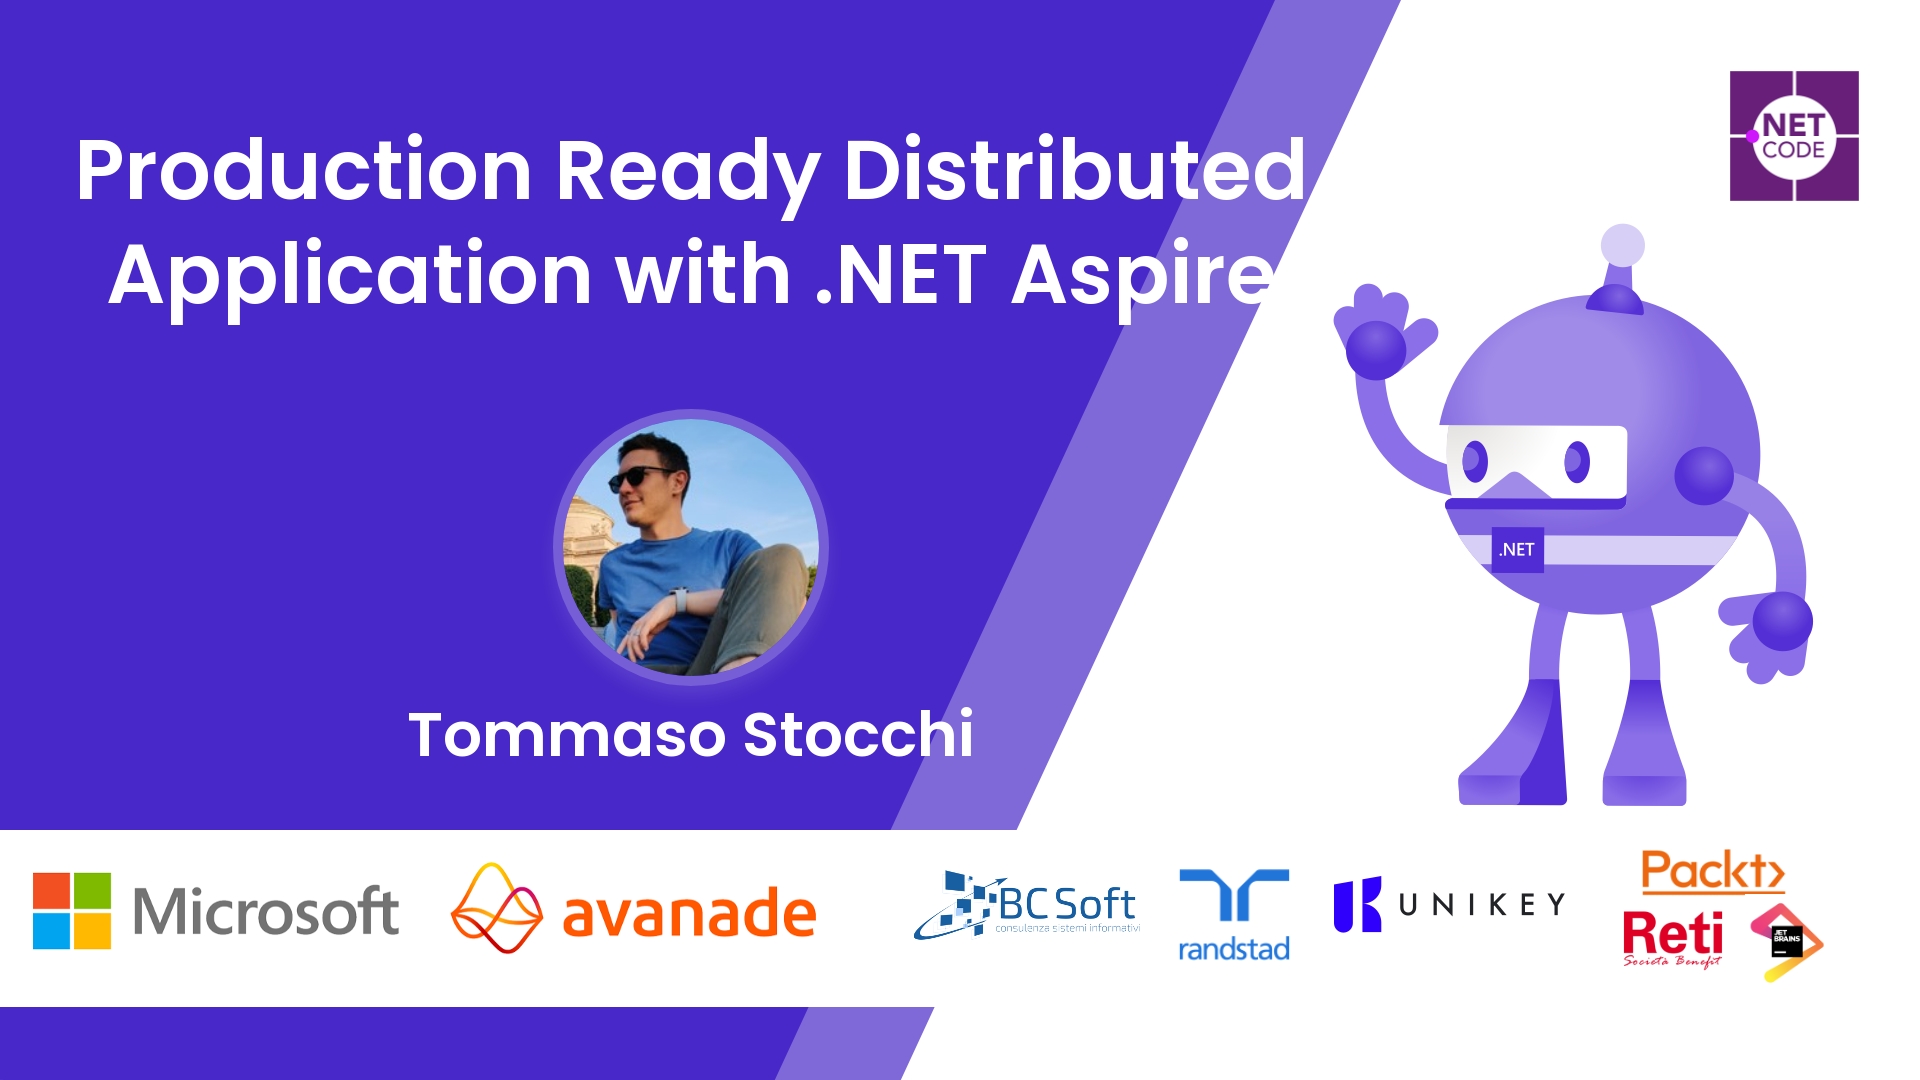 Production Ready Distributed
Application with .NET Aspire
NET
CODE
.NET
Tommaso Stocchi
Microsoft
avanade
BC Soft
consulenza sistemi informativi
randstad
UNIKEY
Packt>
Reti
Società Benefit
JET
BRAINS